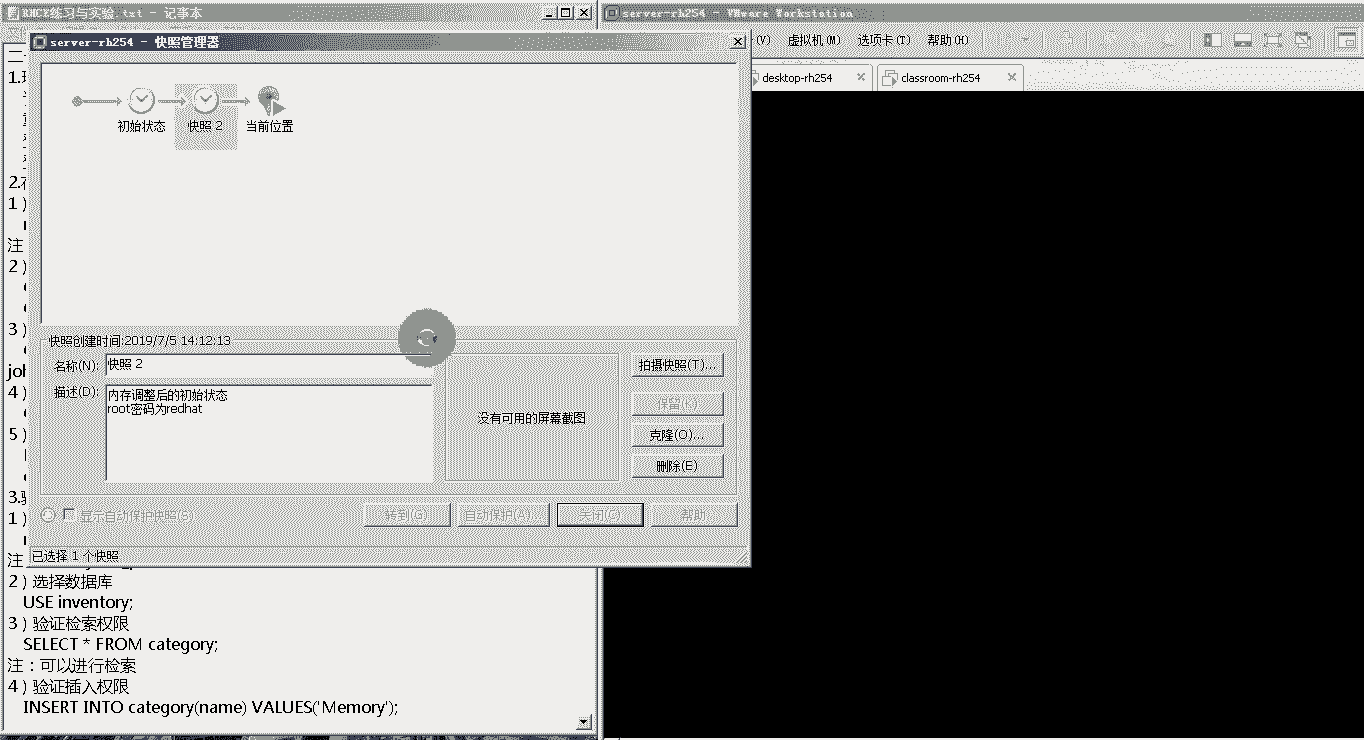 RHCE练习与实验.txt - 记事本
server-rh254 - VMware Workstation
server-rh254 - 快照管理器
(V) 虚拟机(M) 选项卡(T) 帮助(H)
desktop-rh254
classroom-rh254
初始状态
快照 2
当前位置
快照创建时间:2019/7/5 14:12:13
名称(N):
快照 2
描述(D):
内存调整后的初始状态
root密码为redhat
没有可用的屏幕截图
拍摄快照(T)...
保留(K)
克隆(O)...
删除(E)
显示自动保护快照(S)
转到(G)
自动保护(A)...
关闭(C)
帮助
已选择 1 个快照
二
1.
2.
1)
注
2)
3)
4)
5)
3.
1)
注
2) 选择数据库
USE inventory;
3) 验证检索权限
SELECT * FROM category;
注：可以进行检索
4) 验证插入权限
INSERT INTO category(name) VALUES('Memory');